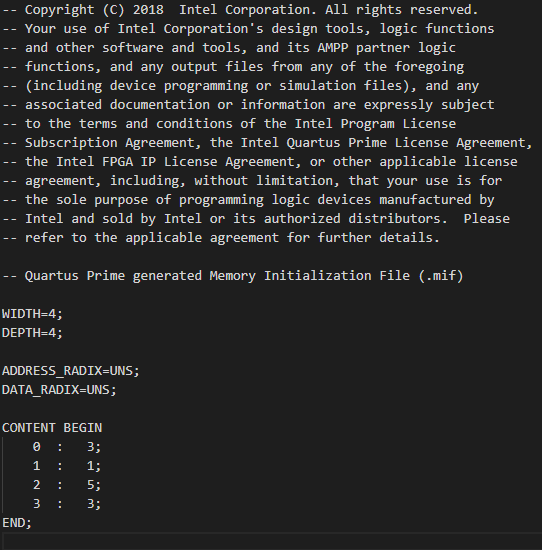 -- Copyright (C) 2018  Intel Corporation. All rights reserved.
-- Your use of Intel Corporation's design tools, logic functions
-- and other software and tools, and its AMPP partner logic
-- functions, and any output files from any of the foregoing
-- (including device programming or simulation files), and any
-- associated documentation or information are expressly subject
-- to the terms and conditions of the Intel Program License
-- Subscription Agreement, the Intel Quartus Prime License Agreement,
-- the Intel FPGA IP License Agreement, or other applicable license
-- agreement, including, without limitation, that your use is for
-- the sole purpose of programming logic devices manufactured by
-- Intel and sold by Intel or its authorized distributors.  Please
-- refer to the applicable agreement for further details.

-- Quartus Prime generated Memory Initialization File (.mif)

WIDTH=4;
DEPTH=4;

ADDRESS_RADIX=UNS;
DATA_RADIX=UNS;

CONTENT BEGIN
    0  :   3;
    1  :   1;
    2  :   5;
    3  :   3;
END;